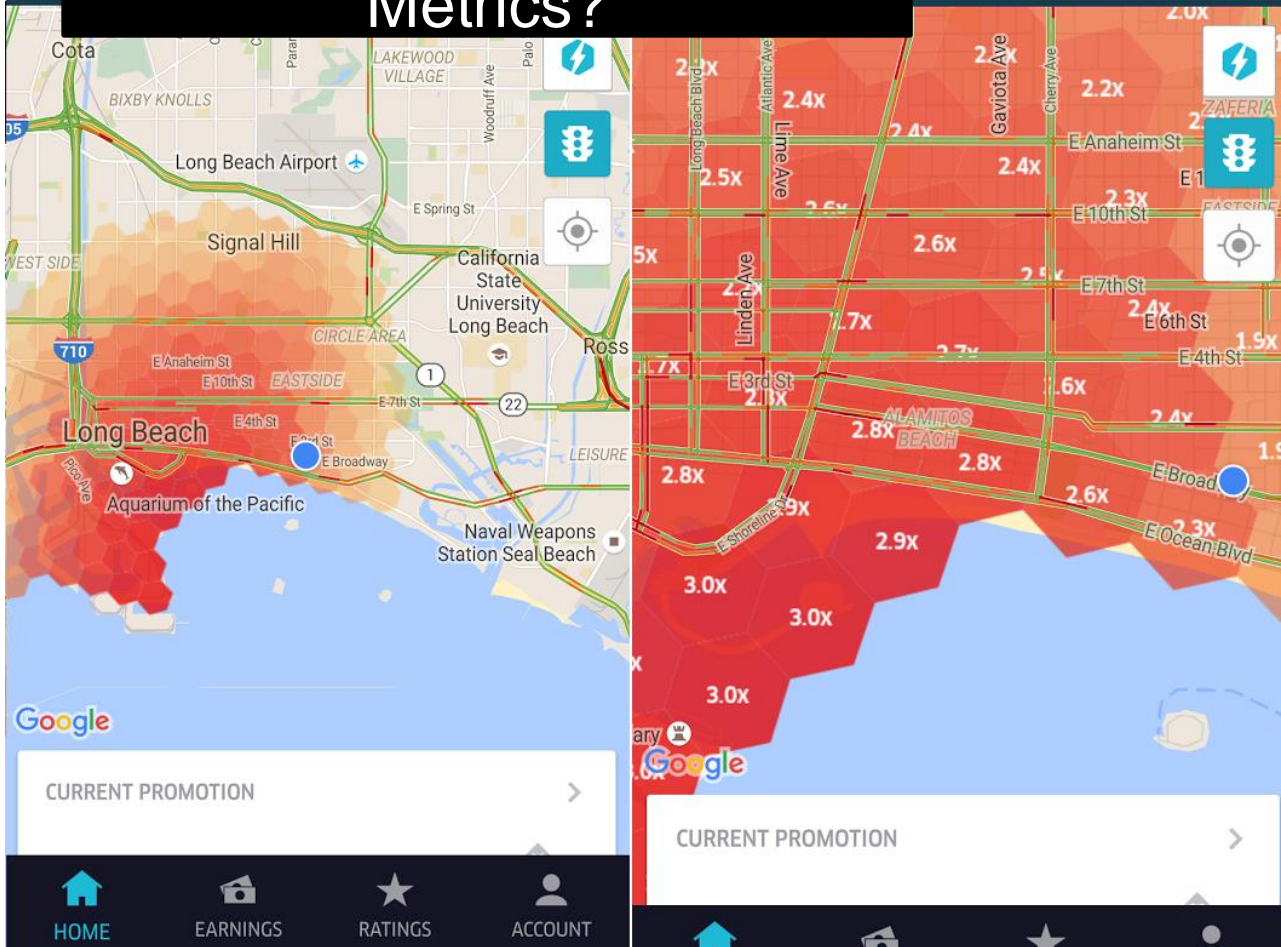 Metrics?
Cota
LAKEWOOD
VILLAGE
Woodruff Ave
Palo
BIXBY KNOLLS
Long Beach Airport
E Spring St
Signal Hill
WEST SIDE
California
State
University
Long Beach
CIRCLE AREA
Ross
710
E Anaheim St
E 10th St
EASTSIDE
1
E 7th St
22
E 4th St
Long Beach
E Broadway
LEISURE
Pico Ave
Aquarium of the Pacific
Naval Weapons
Station Seal Beach
Google
CURRENT PROMOTION
HOME
EARNINGS
RATINGS
ACCOUNT
2.0x
Long Beach Blvd
Atlantic Ave
Gaviota Ave
Cherry Ave
2.4x
2.2x
ZAFERIA
Lime Ave
2.4x
E Anaheim St
2.5x
2.4x
2.3x
E 10th St
EASTSIDE
2.6x
Linden Ave
E 7th St
2.4x
E 6th St
1.9x
E 4th St
E 3rd St
ALAMITOS
BEACH
2.8x
2.4x
2.8x
2.8x
2.6x
E Ocean Blvd
2.3x
E Shoreline Dr
2.9x
3.0x
3.0x
3.0x
Google
CURRENT PROMOTION